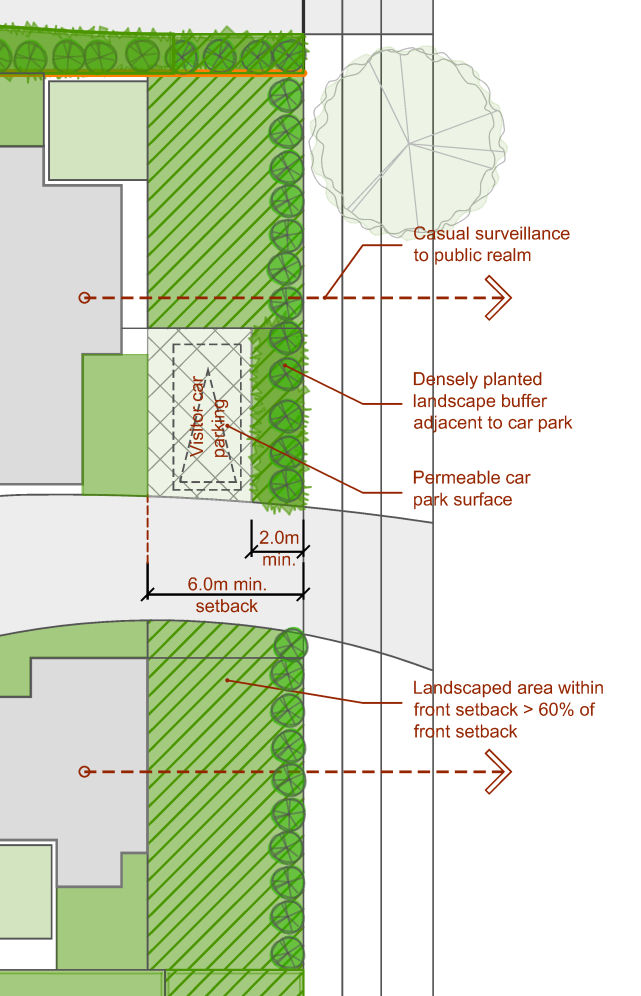 Casual surveillance
to public realm
Densely planted
landscape buffer
adjacent to car park
Visitor car
parking
Permeable car
park surface
2.0m
min.
6.0m min.
setback
Landscaped area within
front setback > 60% of
front setback